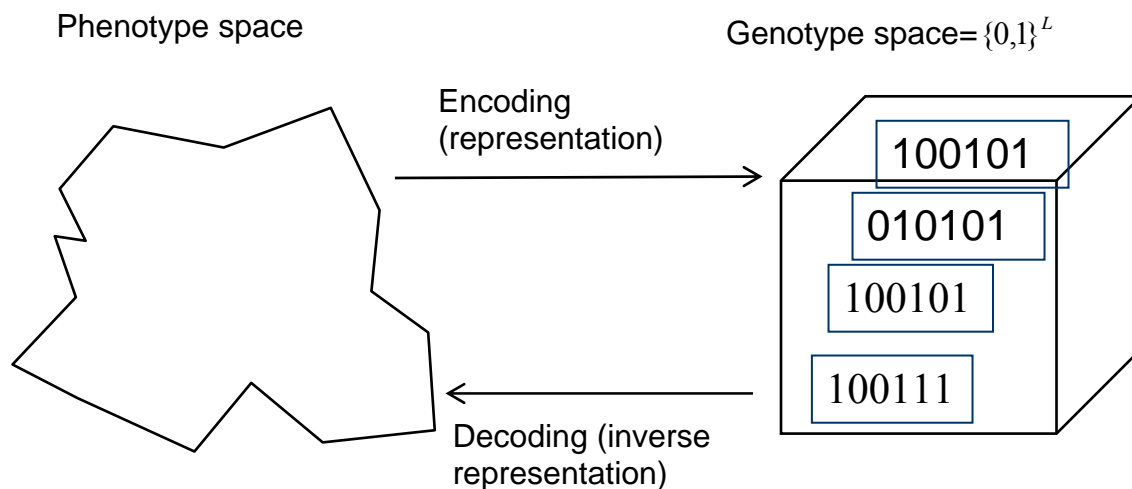 Phenotype space
Genotype space={0,1}^L
Encoding
(representation)
100101
010101
100101
100111
Decoding (inverse
representation)